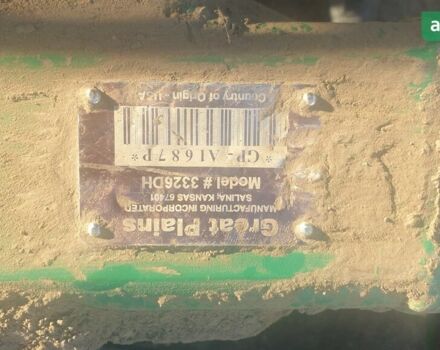 Great Plains
MANUFACTURING INCORPORATED
SALINA, KANSAS 67401
Model # 3326DH
*GP-A1687P*
Country of Origin - USA
a